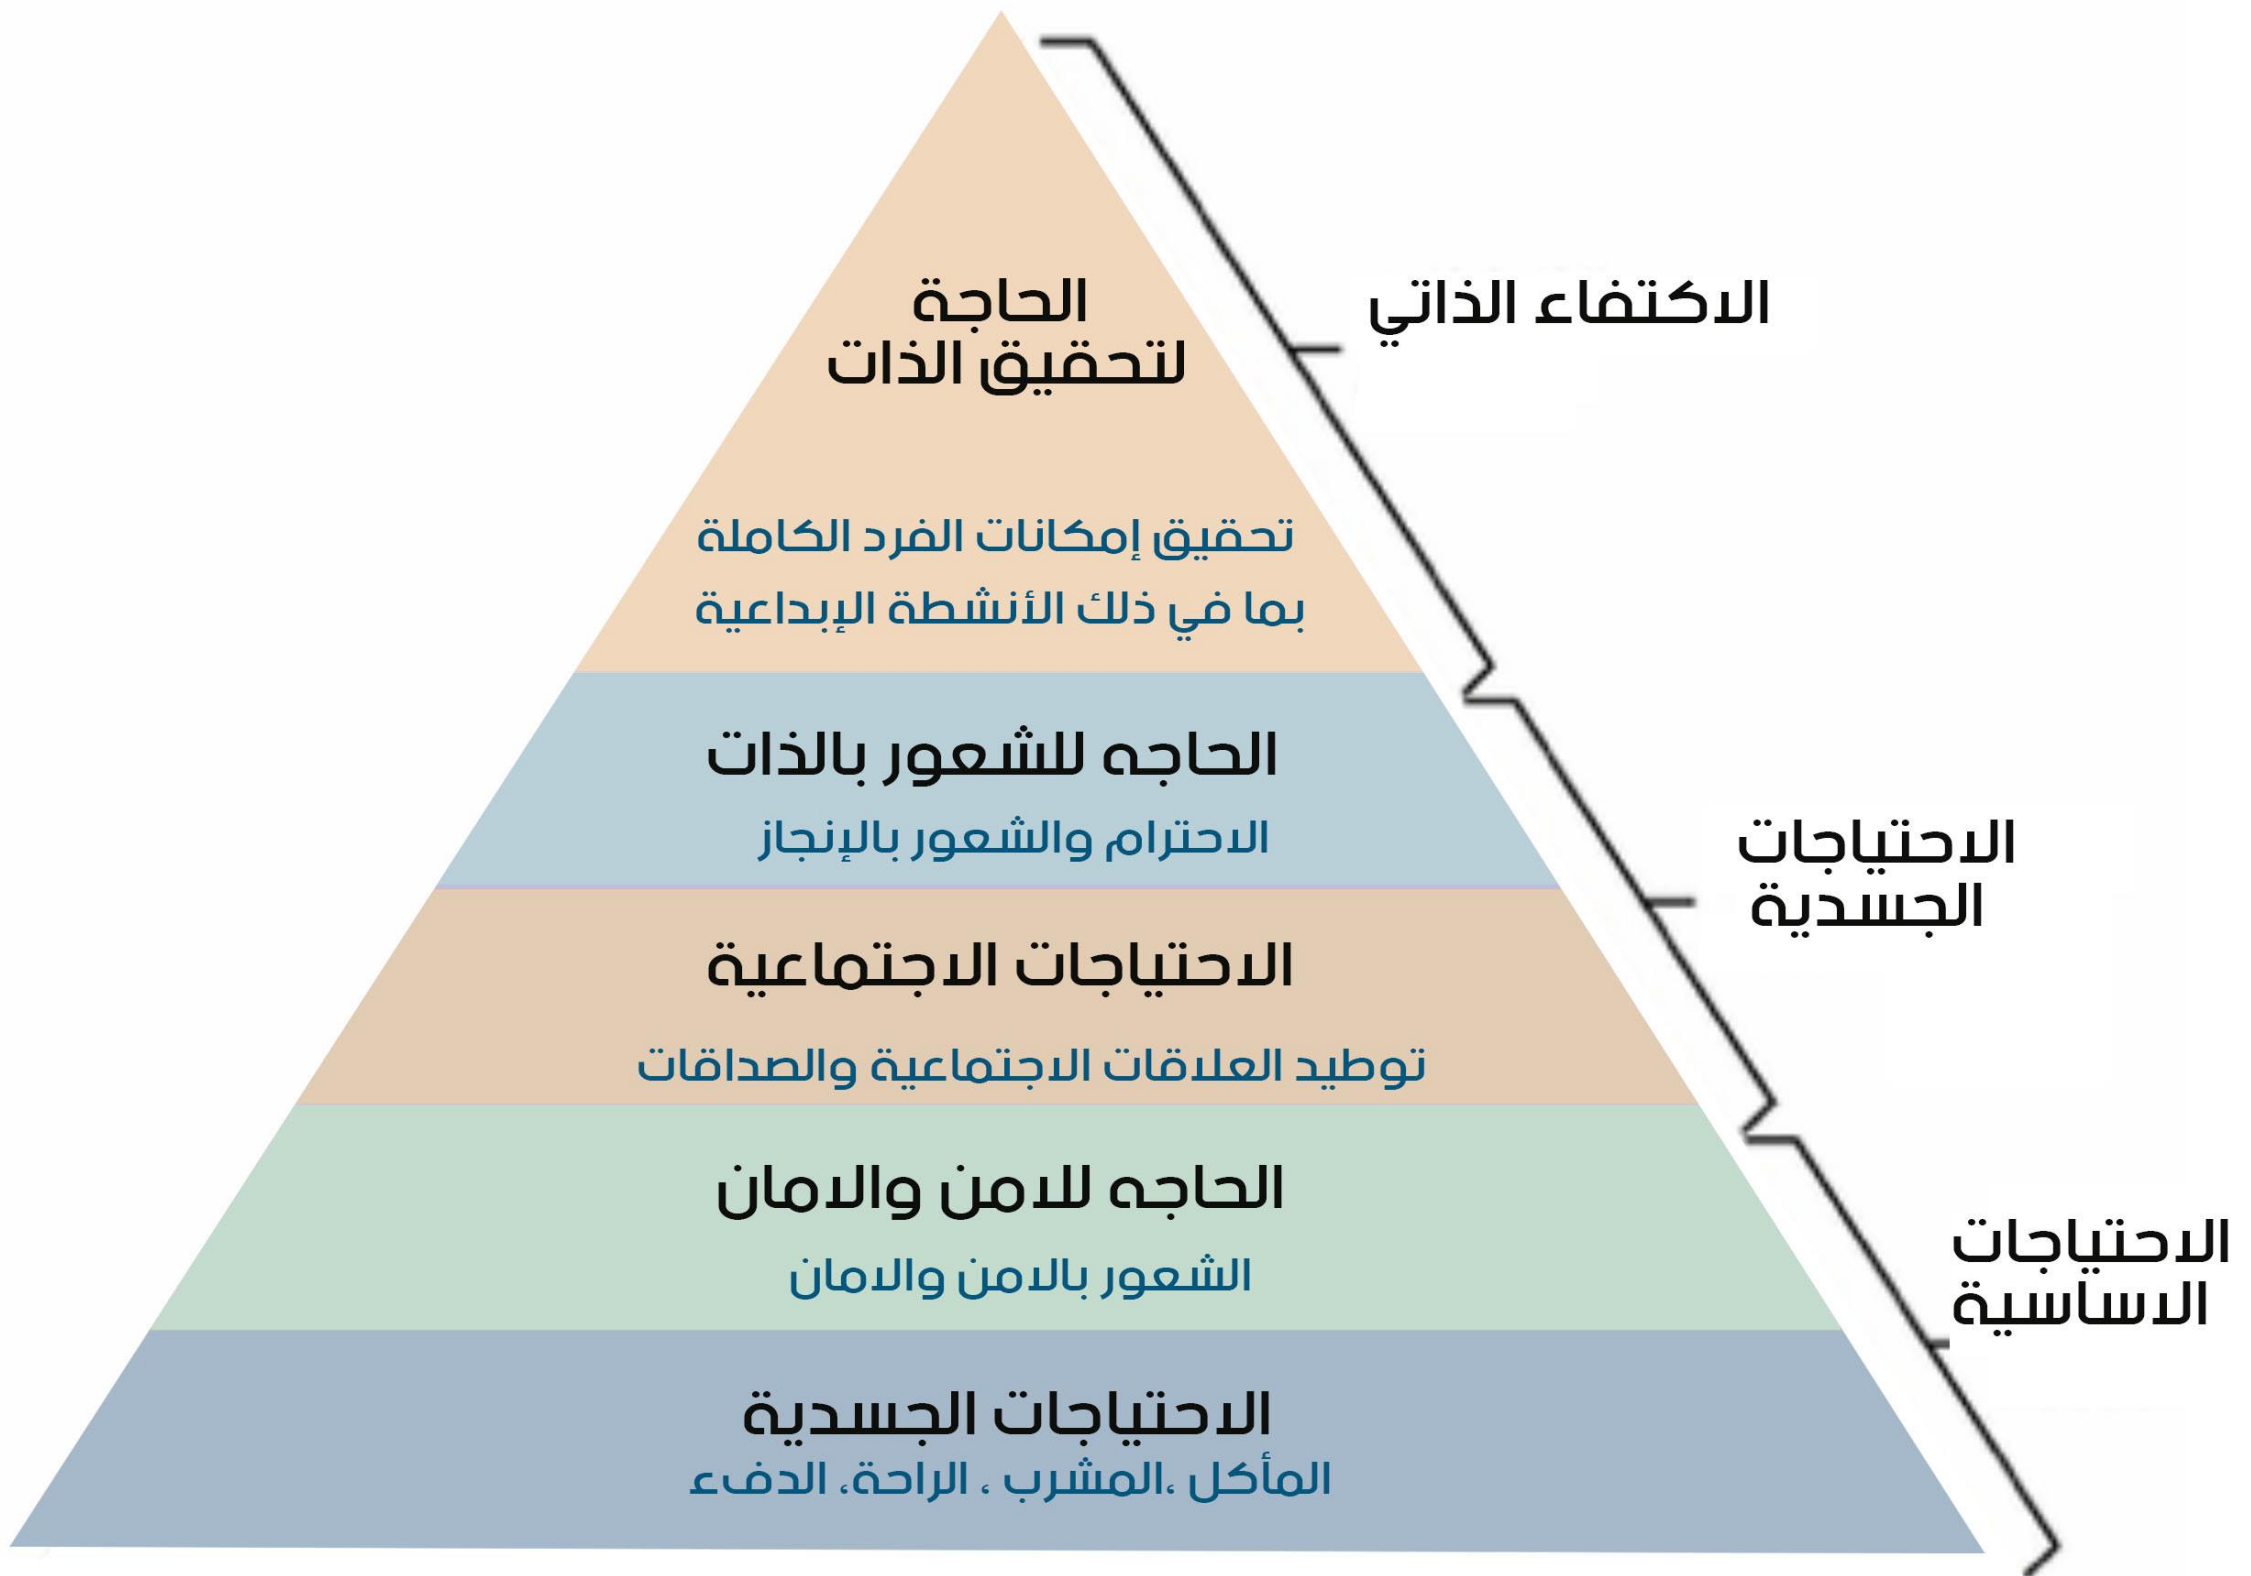 الحاجة
لتحقيق الذات
تحقيق إمكانات الفرد الكاملة
بما في ذلك الأنشطة الإبداعية
الحاجه للشعور بالذات
الاحترام والشعور بالإنجاز
الاحتياجات الاجتماعية
توطيد العلاقات الاجتماعية والصداقات
الحاجه للامن والامان
الشعور بالامن والامان
الاحتياجات الجسدية
المأكل ،المشرب ، الراحة، الدفء
الاكتفاء الذاتي
الاحتياجات
الجسدية
الاحتياجات
الاساسية